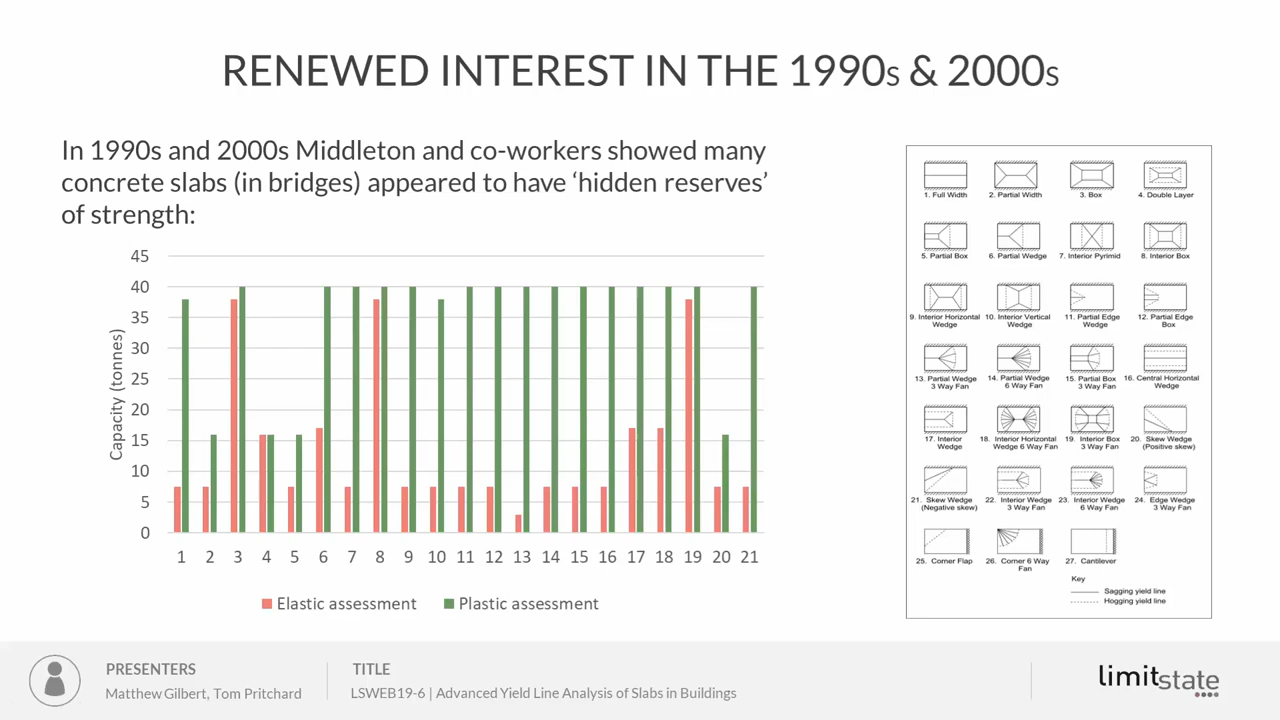 RENEWED INTEREST IN THE 1990s & 2000s
In 1990s and 2000s Middleton and co-workers showed many
concrete slabs (in bridges) appeared to have ‘hidden reserves’
of strength:
Capacity (tonnes)
45
40
35
30
25
20
15
10
5
0
1 2 3 4 5 6 7 8 9 10 11 12 13 14 15 16 17 18 19 20 21
Elastic assessment Plastic assessment
1. Full Width 2. Partial Width 3. Box 4. Double Layer
5. Partial Box 6. Partial Wedge 7. Interior Pyrimid 8. Interior Box
9. Interior Horizontal 10. Interior Vertical 11. Partial Edge 12. Partial Edge
Wedge Wedge Wedge Box
13. Partial Wedge 14. Partial Wedge 15. Partial Box 16. Central Horizontal
3 Way Fan 6 Way Fan 3 Way Fan Wedge
17. Interior 18. Interior Horizontal 19. Interior Box 20. Skew Wedge
Wedge Wedge 6 Way Fan 3 Way Fan (Positive skew)
21. Skew Wedge 22. Interior Wedge 23. Interior Wedge 24. Edge Wedge
(Negative skew) 3 Way Fan 6 Way Fan 3 Way Fan
25. Corner Flap 26. Corner 6 Way 27. Cantilever
Fan
Key
Sagging yield line
Hogging yield line
PRESENTERS
Matthew Gilbert, Tom Pritchard
TITLE
LSWEB19-6 | Advanced Yield Line Analysis of Slabs in Buildings
limitstate